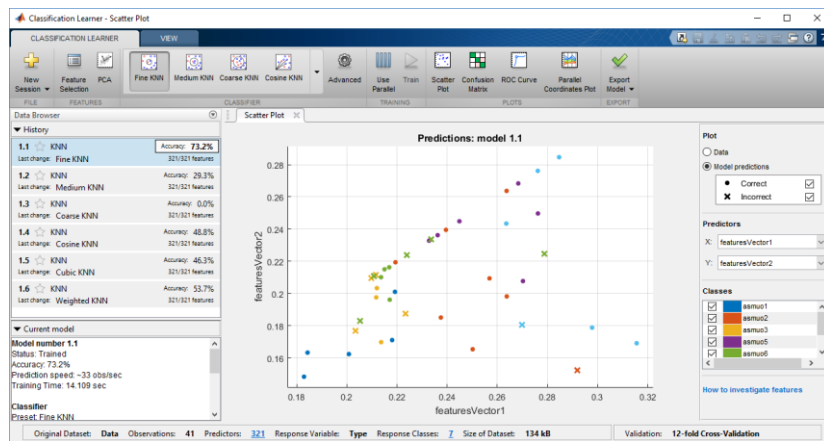 Classification Learner - Scatter Plot
CLASSIFICATION LEARNER VIEW
New Session
Feature Selection
PCA
Fine KNN
Medium KNN
Coarse KNN
Cosine KNN
Advanced
Use Parallel
Train
Scatter Plot
Confusion Matrix
ROC Curve
Parallel Coordinates Plot
Export Model
FILE FEATURES CLASSIFIER TRAINING PLOTS EXPORT
Data Browser
History
1.1 KNN Accuracy: 73.2%
Last change: Fine KNN 321/321 features
1.2 KNN Accuracy: 29.3%
Last change: Medium KNN 321/321 features
1.3 KNN Accuracy: 0.0%
Last change: Coarse KNN 321/321 features
1.4 KNN Accuracy: 48.8%
Last change: Cosine KNN 321/321 features
1.5 KNN Accuracy: 46.3%
Last change: Cubic KNN 321/321 features
1.6 KNN Accuracy: 53.7%
Last change: Weighted KNN 321/321 features
Current model
Model number 1.1
Status: Trained
Accuracy: 73.2%
Prediction speed: ~33 obs/sec
Training Time: 14.109 sec
Classifier
Preset: Fine KNN
Scatter Plot
Predictions: model 1.1
0.28
0.26
0.24
0.22
0.2
0.18
0.16
featuresVector2
0.18 0.2 0.22 0.24 0.26 0.28 0.3 0.32
featuresVector1
Plot
Data
Model predictions
Correct
Incorrect
Predictors
X: featuresVector1
Y: featuresVector2
Classes
asmuo1
asmuo2
asmuo3
asmuo5
asmuo6
How to investigate features
Original Dataset: Data Observations: 41 Predictors: 321 Response Variable: Type Response Classes: 7 Size of Dataset: 134 kB Validation: 12-fold Cross-Validation